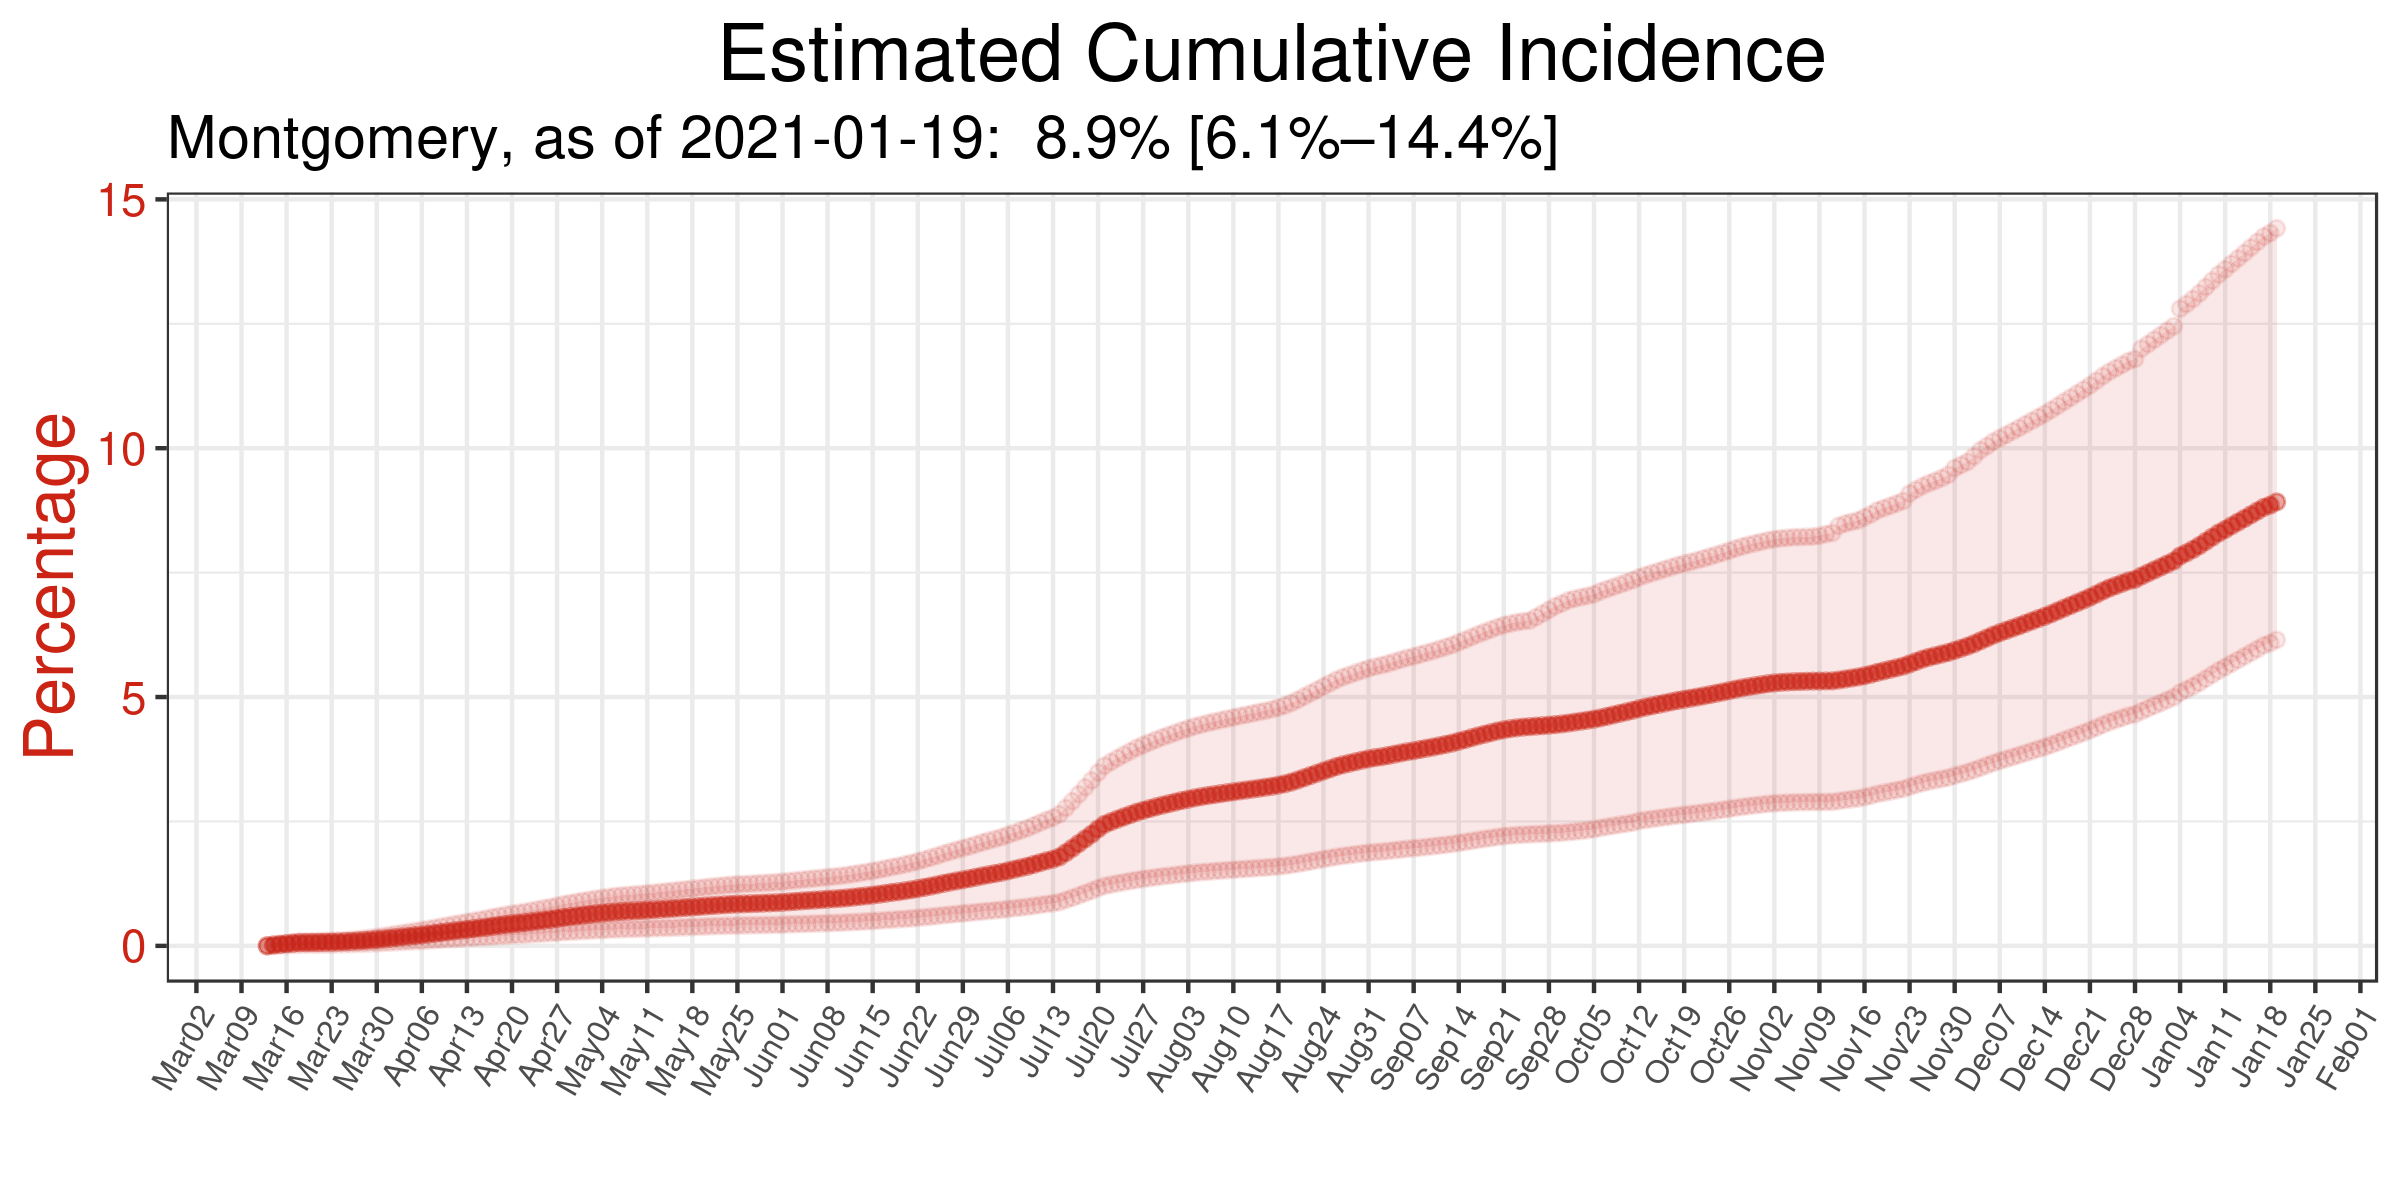 Estimated Cumulative Incidence
Montgomery, as of 2021-01-19:  8.9% [6.1%–14.4%]
Percentage
15
10
5
0
Mar02
Mar09
Mar16
Mar23
Mar30
Apr06
Apr13
Apr20
Apr27
May04
May11
May18
May25
Jun01
Jun08
Jun15
Jun22
Jun29
Jul06
Jul13
Jul20
Jul27
Aug03
Aug10
Aug17
Aug24
Aug31
Sep07
Sep14
Sep21
Sep28
Oct05
Oct12
Oct19
Oct26
Nov02
Nov09
Nov16
Nov23
Nov30
Dec07
Dec14
Dec21
Dec28
Jan04
Jan11
Jan18
Jan25
Feb01